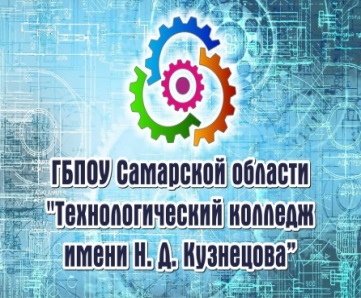 ГБПОУ Самарской области
"Технологический колледж
имени Н. Д. Кузнецова”